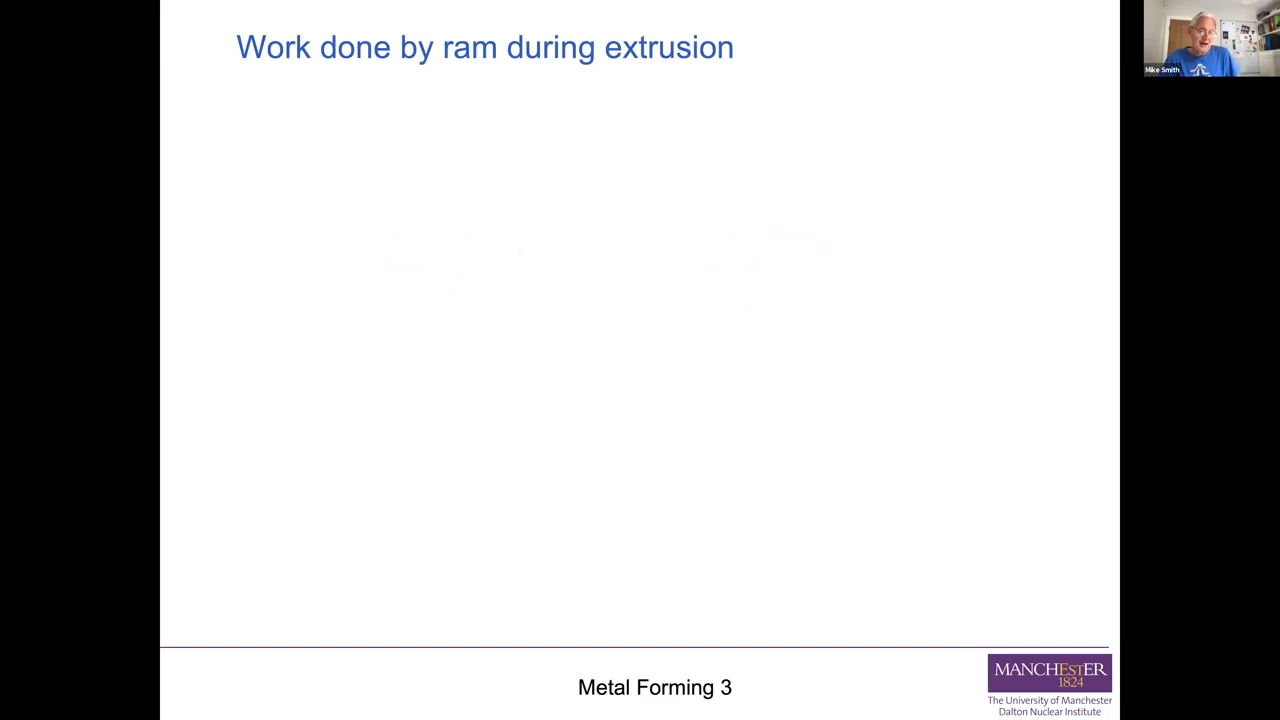 Work done by ram during extrusion
Mike Smith
Metal Forming 3
MANCHESTER
1824
The University of Manchester
Dalton Nuclear Institute